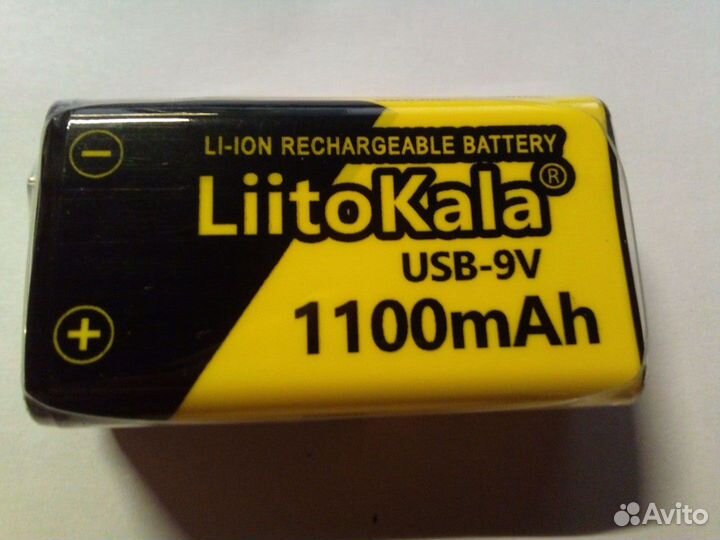 LI-ION RECHARGEABLE BATTERY
LiitoKala®
USB-9V
1100mAh
Avito